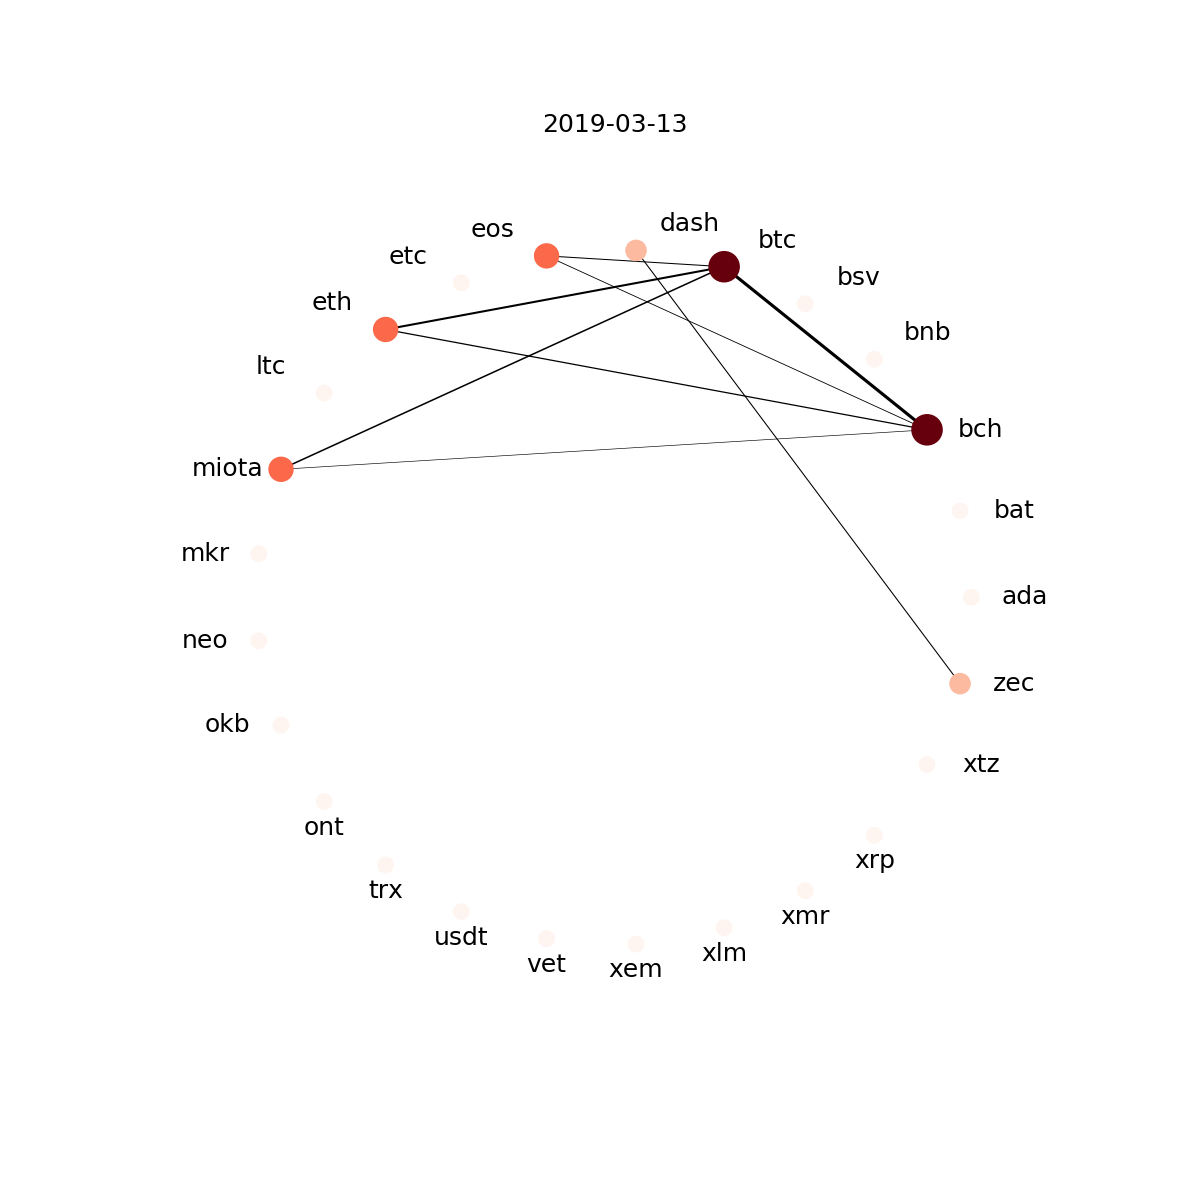 2019-03-13
dash
eos
btc
etc
bsv
eth
bnb
ltc
bch
miota
bat
mkr
ada
neo
zec
okb
xtz
ont
xrp
trx
xmr
usdt
xlm
vet
xem